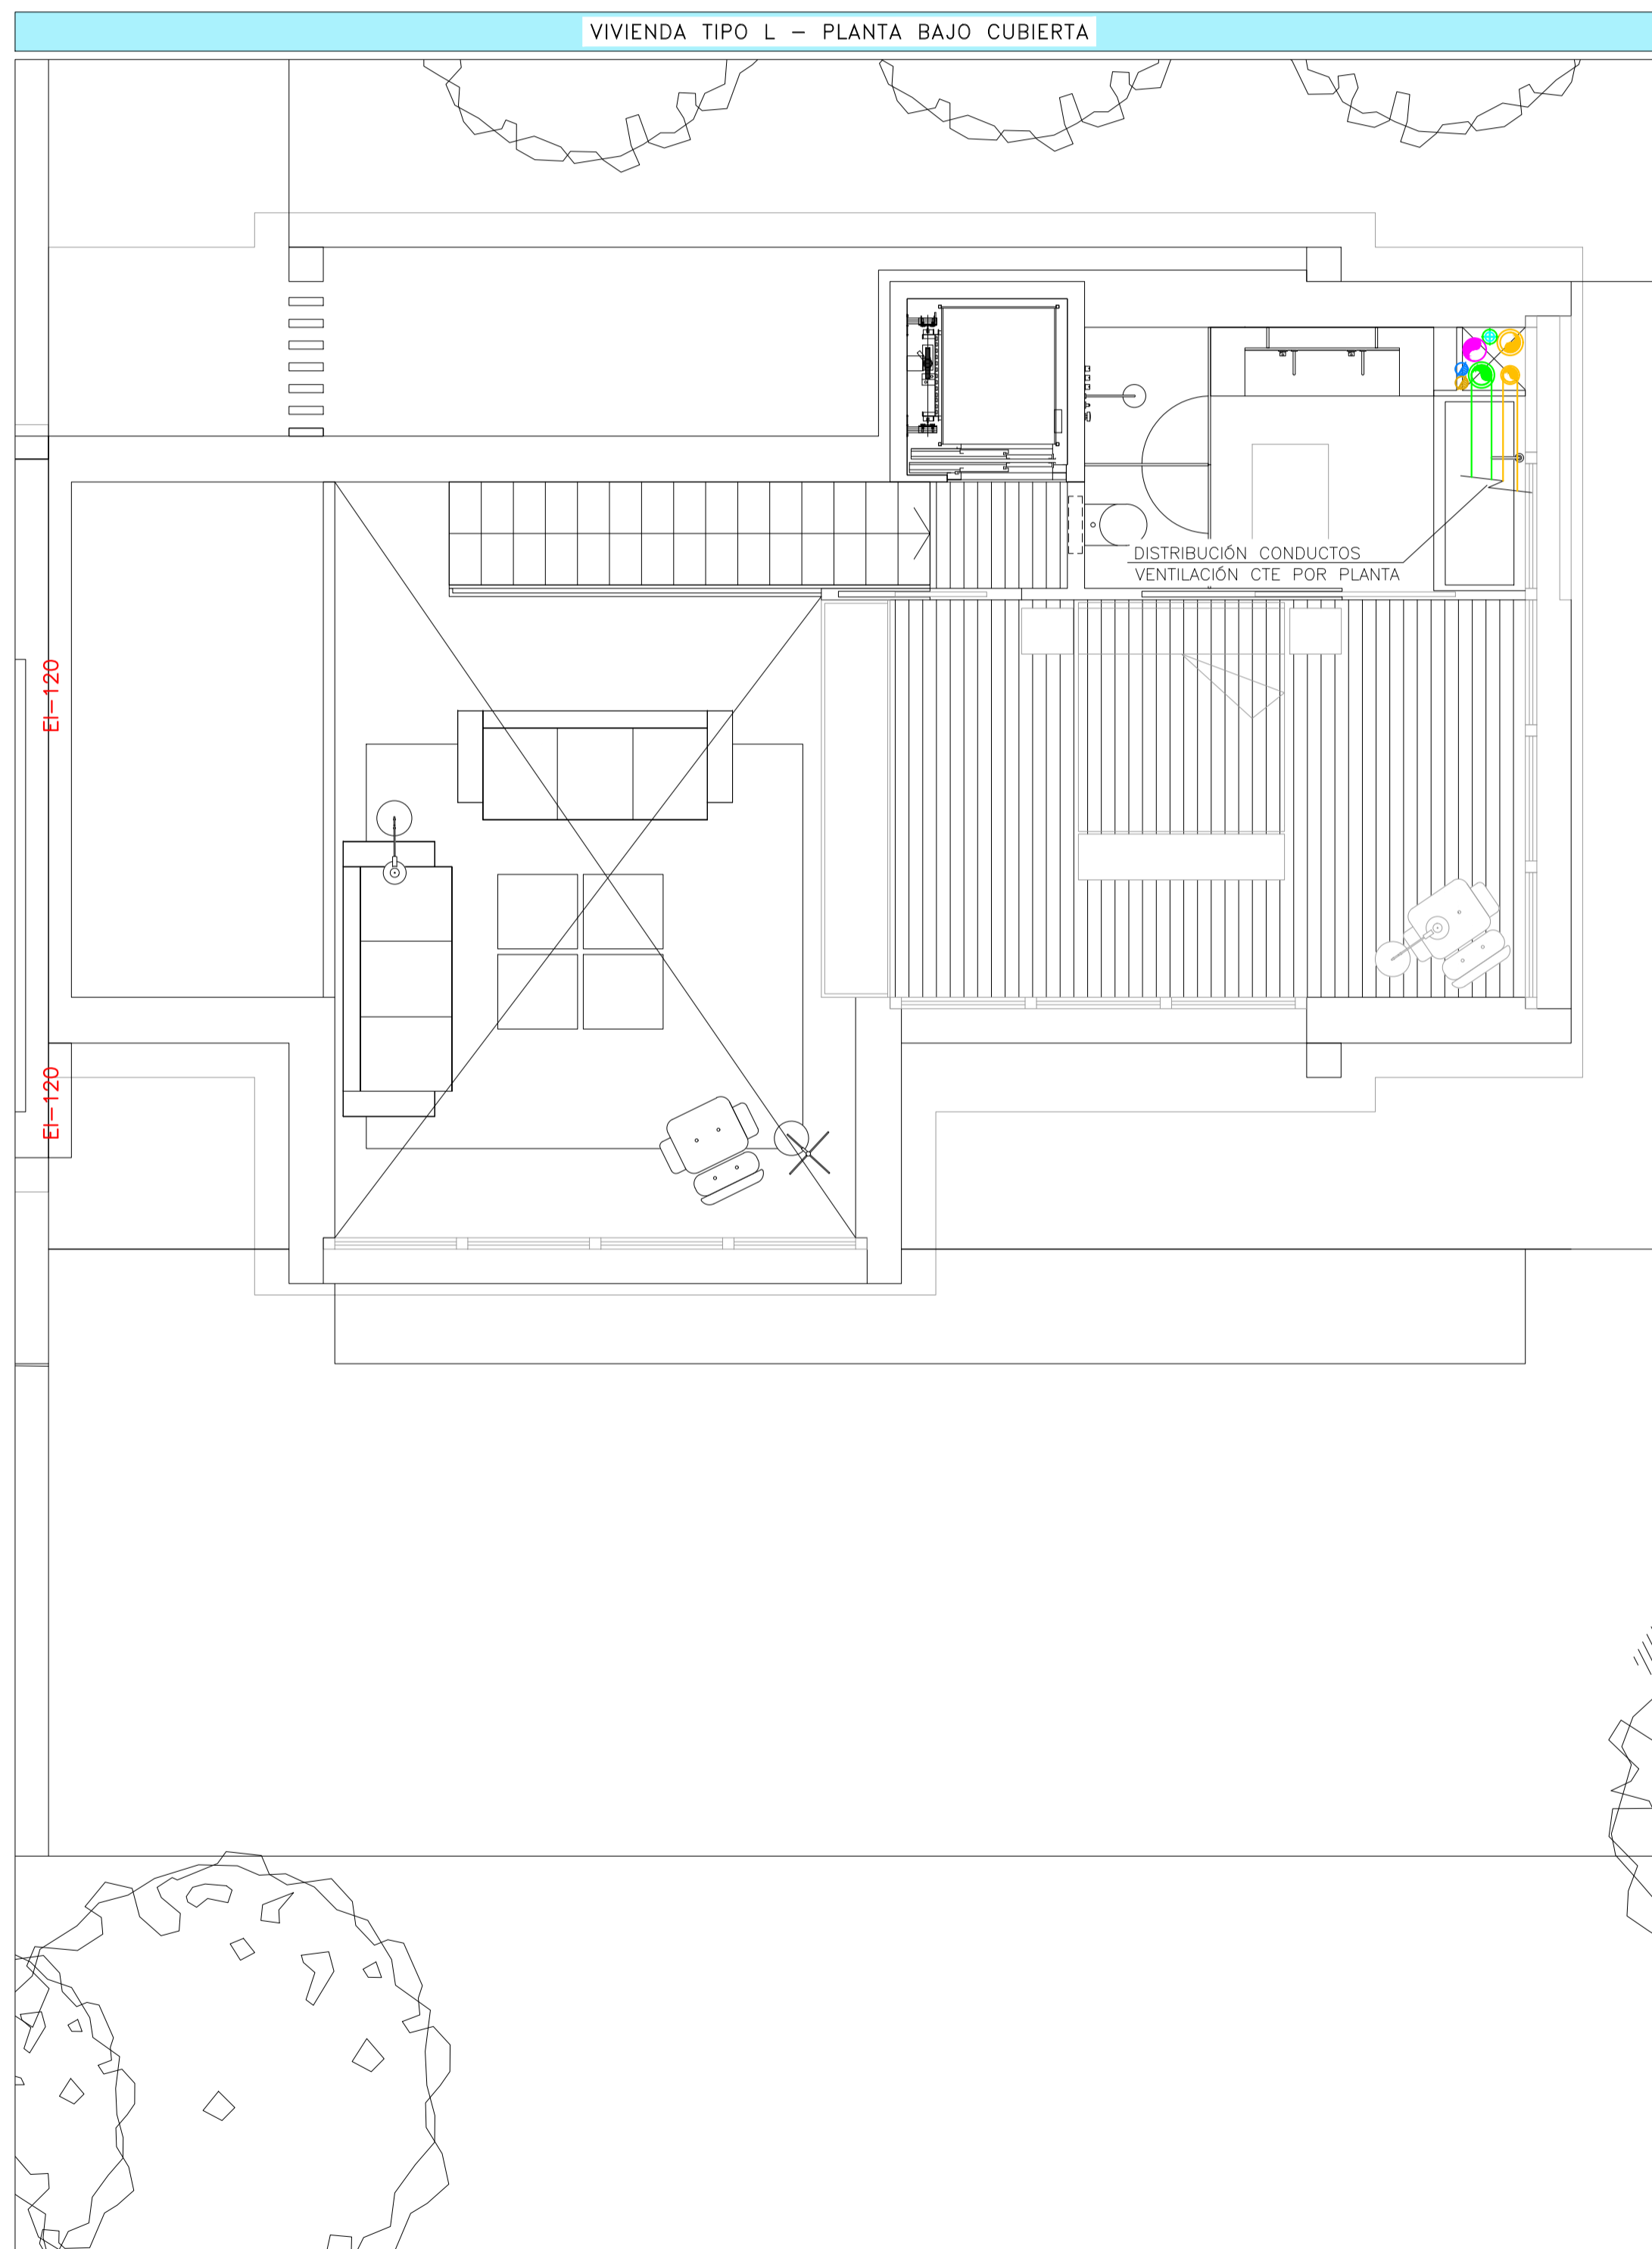 VIVIENDA TIPO L – PLANTA BAJO CUBIERTA
DISTRIBUCIÓN CONDUCTOS
VENTILACIÓN CTE POR PLANTA
EI–120
EI–120